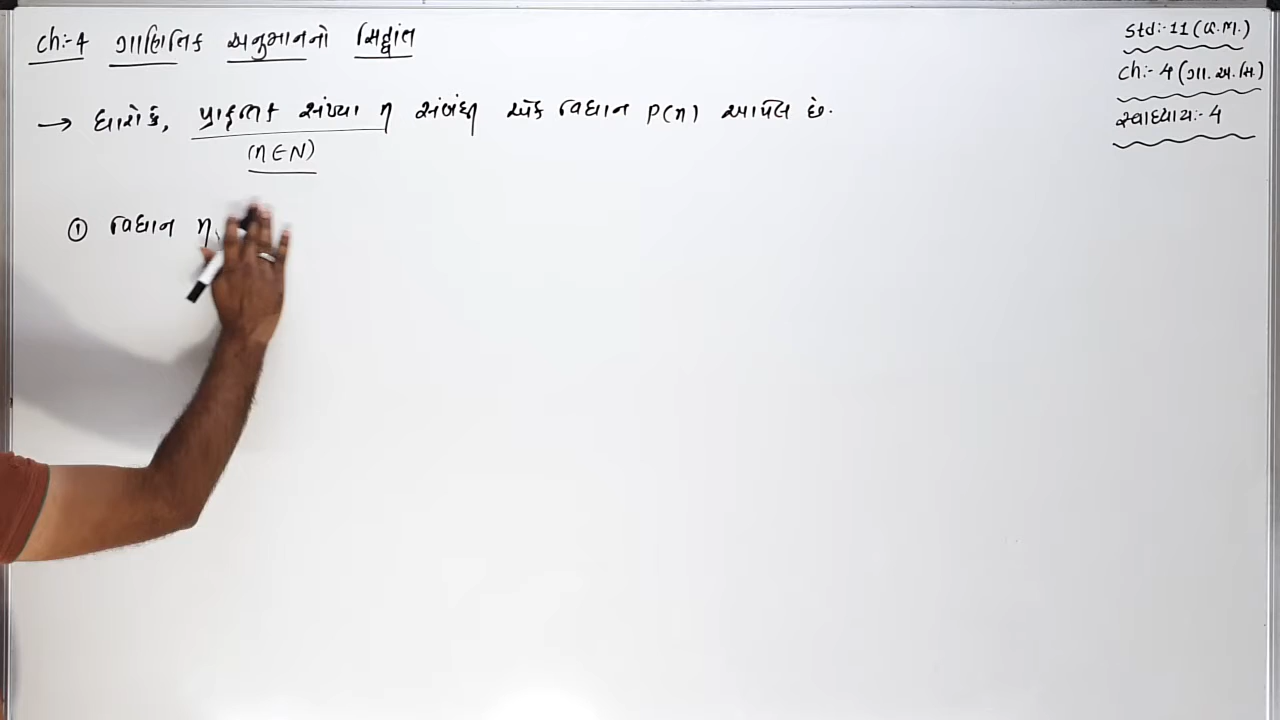 ch:-4 ગાણિતિક અનુમાનનો સિદ્ધાંત
→ ધારોકે, પ્રાકૃતિક સંખ્યા n સંબંધી એક વિધાન P(n) આપેલ છે.
(n∈N)
① વિધાન n
Std:-11 (G.M.)
Ch:- 4 (ગા.અ.સિ.)
સ્વાધ્યાય:- 4